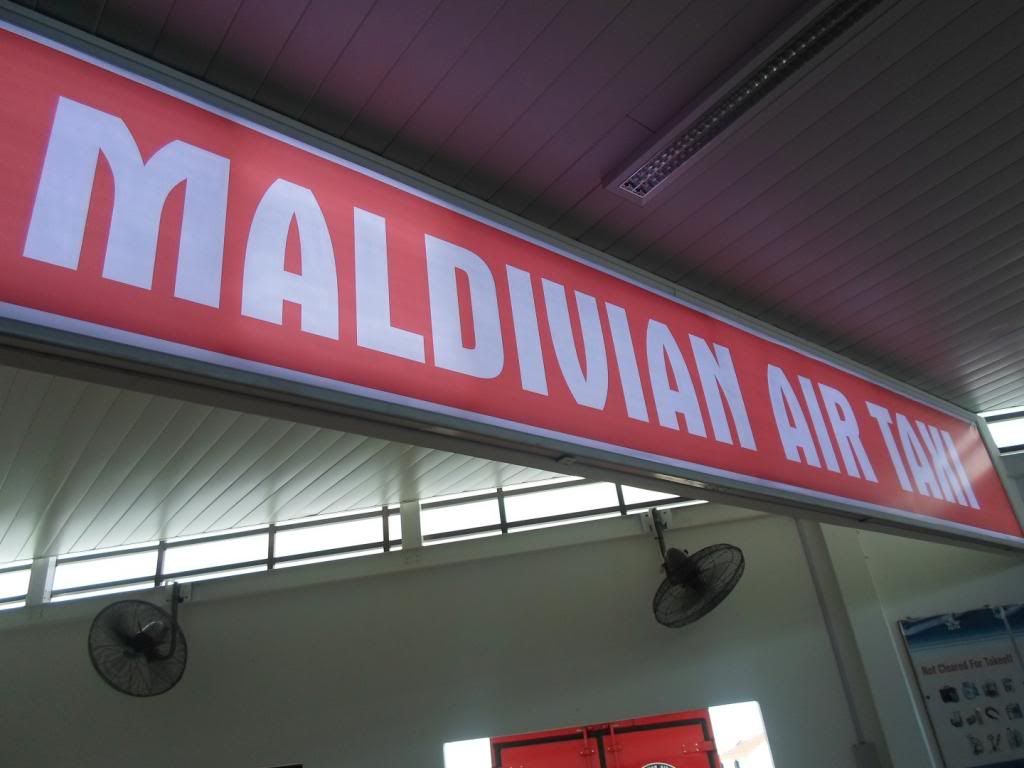 MALDIVIAN AIR TAXI
Not Cleared For Takeoff!